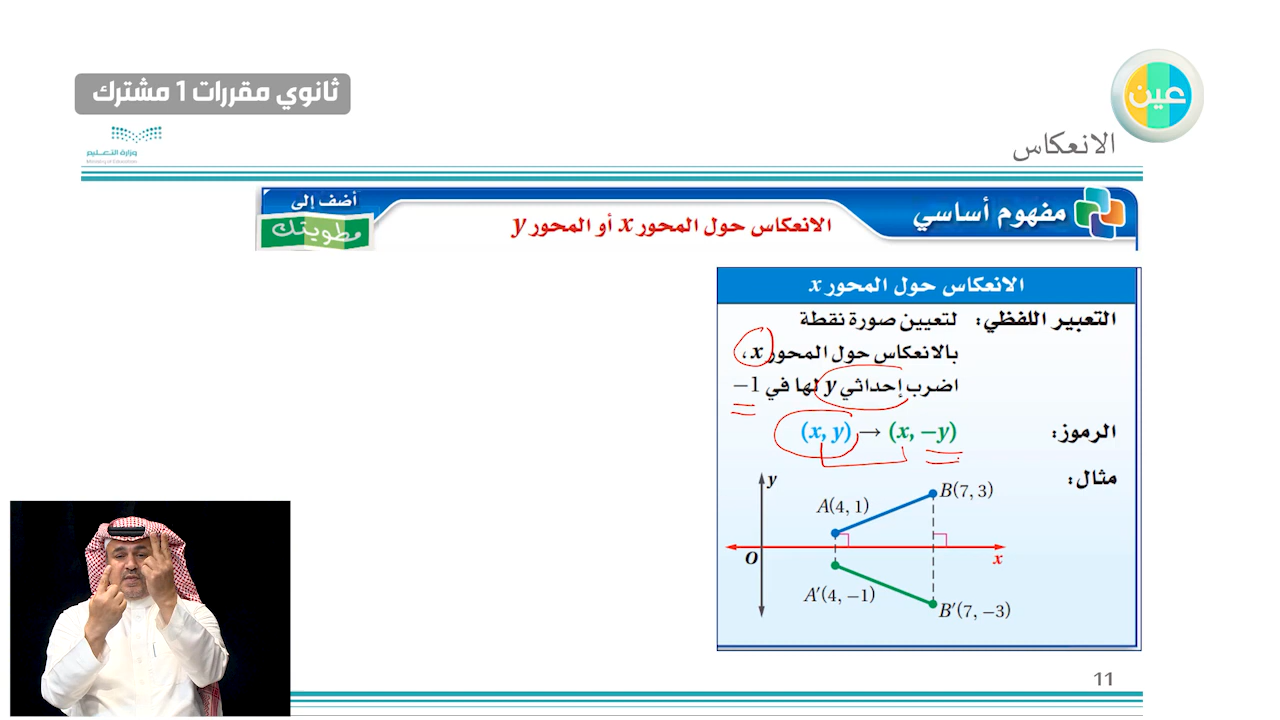 ثانوي مقررات 1 مشترك
عين
وزارة التعليم
Ministry of Education
الانعكاس
مفهوم أساسي
الانعكاس حول المحور x أو المحور y
أضف إلى
مطويتك
الانعكاس حول المحور x
التعبير اللفظي: لتعيين صورة نقطة
بالانعكاس حول المحور x ،
اضرب إحداثي y لها في 1−
الرموز: (x, y) → (x, −y)
مثال:
y
B(7, 3)
A(4, 1)
O
x
A′(4, −1)
B′(7, −3)
11